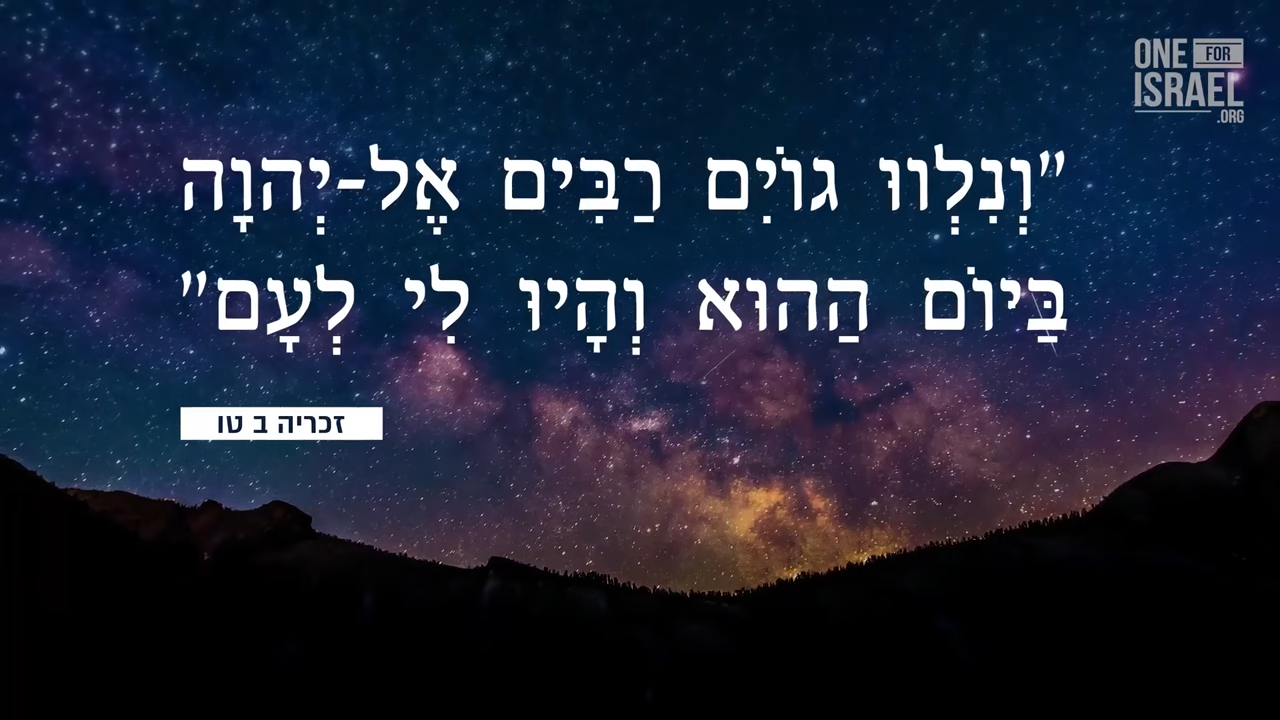 ONE FOR
ISRAEL
.ORG
"וְנִלְווּ גוֹיִם רַבִּים אֶל-יְהוָה
בַּיּוֹם הַהוּא וְהָיוּ לִי לְעָם"
זכריה ב טו